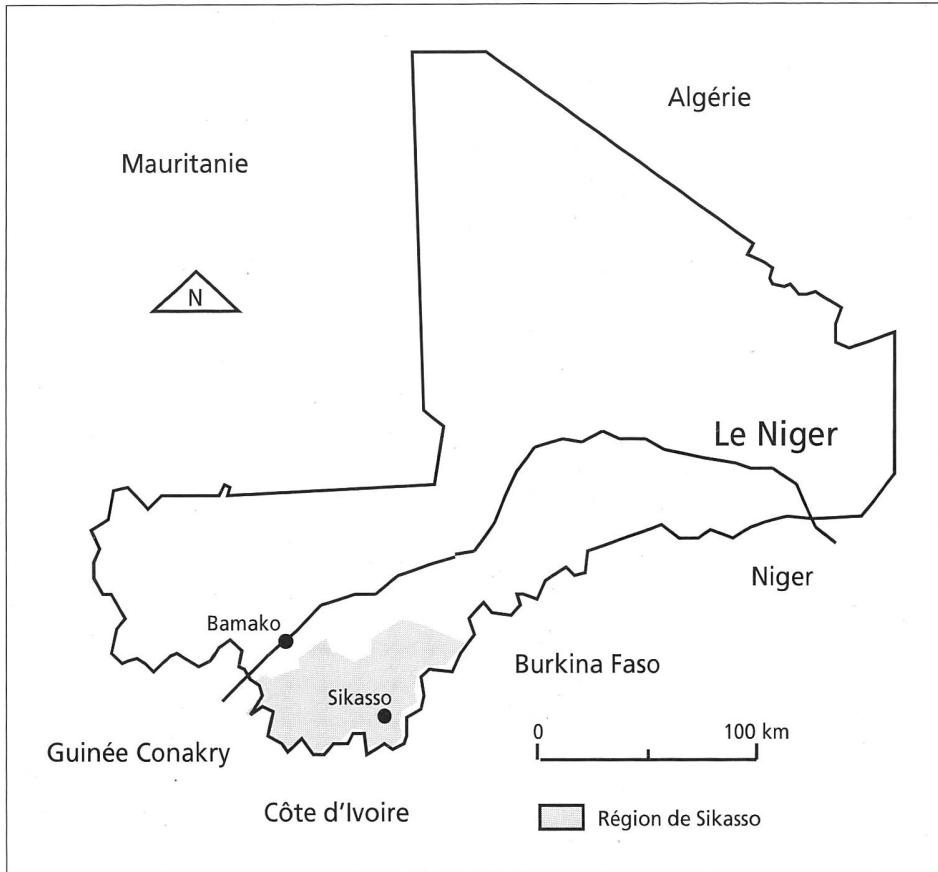 Algérie
Mauritanie
N
Le Niger
Niger
Bamako
Burkina Faso
Sikasso
0 100 km
Guinée Conakry
Côte d'Ivoire
Région de Sikasso